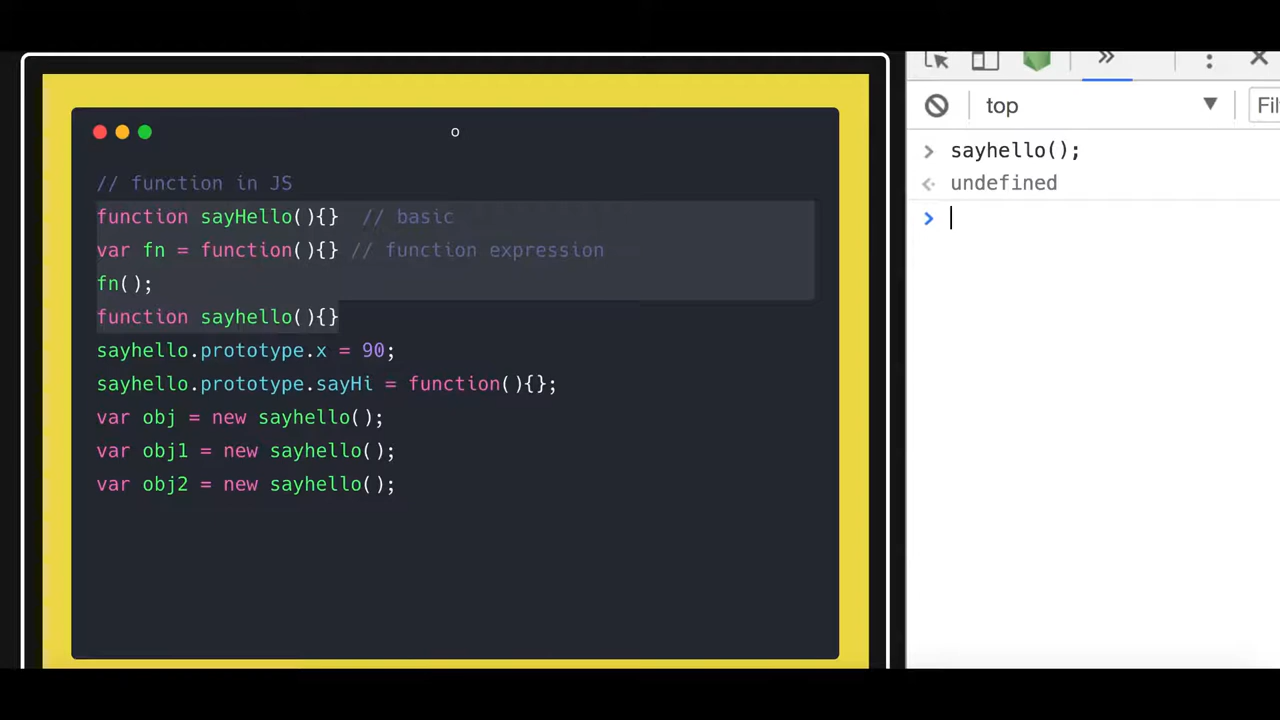 o
// function in JS
function sayHello(){}  // basic
var fn = function(){} // function expression
fn();
function sayhello(){}
sayhello.prototype.x = 90;
sayhello.prototype.sayHi = function(){};
var obj = new sayhello();
var obj1 = new sayhello();
var obj2 = new sayhello();
top
Fil
> sayhello();
undefined